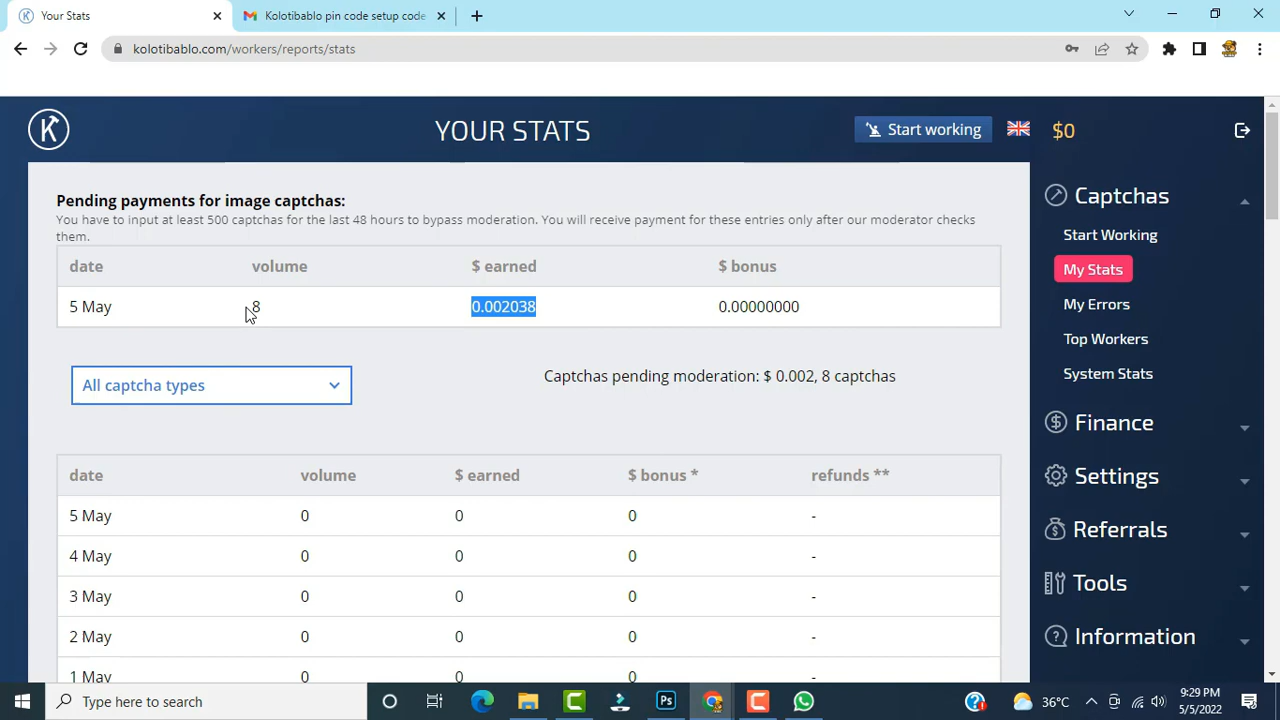 Your Stats
Kolotibablo pin code setup code
kolotibablo.com/workers/reports/stats
K
YOUR STATS
Start working
$0
Pending payments for image captchas:
You have to input at least 500 captchas for the last 48 hours to bypass moderation. You will receive payment for these entries only after our moderator checks
them.
date volume $ earned $ bonus
5 May 8 0.002038 0.00000000
All captcha types
Captchas pending moderation: $ 0.002, 8 captchas
date volume $ earned $ bonus * refunds **
5 May 0 0 0 -
4 May 0 0 0 -
3 May 0 0 0 -
2 May 0 0 0 -
1 May 0 0 0 -
Captchas
Start Working
My Stats
My Errors
Top Workers
System Stats
Finance
Settings
Referrals
Tools
Information
Type here to search
Ps
36°C
9:29 PM
5/5/2022